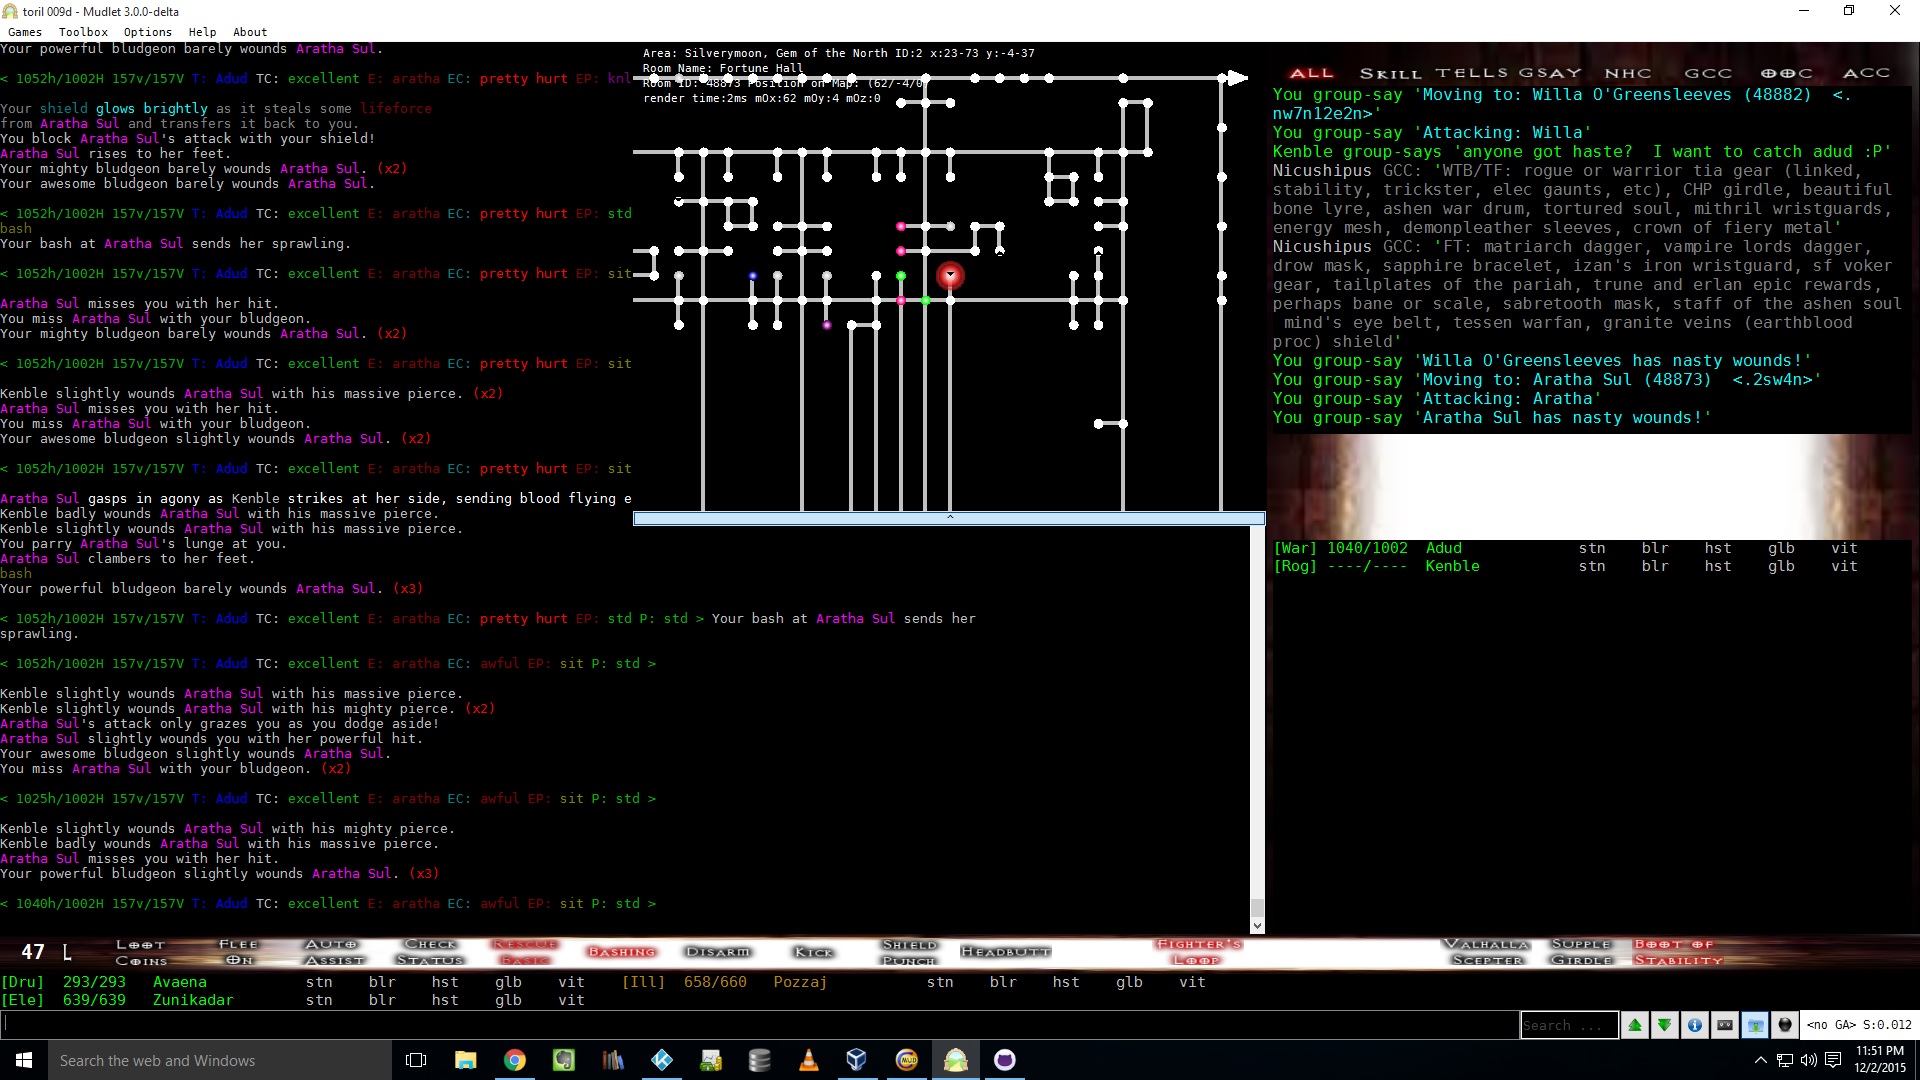 toril 009d - Mudlet 3.0.0-delta
Games Toolbox Options Help About
Your powerful bludgeon barely wounds Aratha Sul.
< 1052h/1002H 157v/157V T: Adud TC: excellent E: aratha EC: pretty hurt EP: knl
Your shield glows brightly as it steals some lifeforce
from Aratha Sul and transfers it back to you.
You block Aratha Sul's attack with your shield!
Aratha Sul rises to her feet.
Your mighty bludgeon barely wounds Aratha Sul. (x2)
Your awesome bludgeon barely wounds Aratha Sul.
< 1052h/1002H 157v/157V T: Adud TC: excellent E: aratha EC: pretty hurt EP: std
bash
Your bash at Aratha Sul sends her sprawling.
< 1052h/1002H 157v/157V T: Adud TC: excellent E: aratha EC: pretty hurt EP: sit
Aratha Sul misses you with her hit.
You miss Aratha Sul with your bludgeon.
Your mighty bludgeon barely wounds Aratha Sul. (x2)
< 1052h/1002H 157v/157V T: Adud TC: excellent E: aratha EC: pretty hurt EP: sit
Kenble slightly wounds Aratha Sul with his massive pierce. (x2)
Aratha Sul misses you with her hit.
You miss Aratha Sul with your bludgeon.
Your awesome bludgeon slightly wounds Aratha Sul. (x2)
< 1052h/1002H 157v/157V T: Adud TC: excellent E: aratha EC: pretty hurt EP: sit
Aratha Sul gasps in agony as Kenble strikes at her side, sending blood flying e
Kenble badly wounds Aratha Sul with his massive pierce.
Kenble slightly wounds Aratha Sul with his massive pierce.
You parry Aratha Sul's lunge at you.
Aratha Sul clambers to her feet.
bash
Your powerful bludgeon barely wounds Aratha Sul. (x3)
< 1052h/1002H 157v/157V T: Adud TC: excellent E: aratha EC: pretty hurt EP: std P: std > Your bash at Aratha Sul sends her
sprawling.
< 1052h/1002H 157v/157V T: Adud TC: excellent E: aratha EC: awful EP: sit P: std >
Kenble slightly wounds Aratha Sul with his massive pierce.
Kenble slightly wounds Aratha Sul with his mighty pierce. (x2)
Aratha Sul's attack only grazes you as you dodge aside!
Aratha Sul slightly wounds you with her powerful hit.
Your awesome bludgeon slightly wounds Aratha Sul.
You miss Aratha Sul with your bludgeon. (x2)
< 1025h/1002H 157v/157V T: Adud TC: excellent E: aratha EC: awful EP: sit P: std >
Kenble slightly wounds Aratha Sul with his mighty pierce.
Kenble badly wounds Aratha Sul with his massive pierce.
Aratha Sul misses you with her hit.
Your powerful bludgeon slightly wounds Aratha Sul. (x3)
< 1040h/1002H 157v/157V T: Adud TC: excellent E: aratha EC: awful EP: sit P: std >
Area: Silverymoon, Gem of the North ID:2 x:23-73 y:-4-37
Room Name: Fortune Hall
Room ID: 48873 Position on Map: (62/-4/0)
render time:2ms mOx:62 mOy:4 mOz:0
ALL SKILL TELLS GSAY NHC GCC OOC ACC
You group-say 'Moving to: Willa O'Greensleeves (48882) <.
nw7n12e2n>'
You group-say 'Attacking: Willa'
Kenble group-says 'anyone got haste? I want to catch adud :P'
Nicushipus GCC: 'WTB/TF: rogue or warrior tia gear (linked,
stability, trickster, elec gaunts, etc), CHP girdle, beautiful
bone lyre, ashen war drum, tortured soul, mithril wristguards,
energy mesh, demonpleather sleeves, crown of fiery metal'
Nicushipus GCC: 'FT: matriarch dagger, vampire lords dagger,
drow mask, sapphire bracelet, izan's iron wristguard, sf voker
gear, tailplates of the pariah, trune and erlan epic rewards,
perhaps bane or scale, sabretooth mask, staff of the ashen soul
mind's eye belt, tessen warfan, granite veins (earthblood
proc) shield'
You group-say 'Willa O'Greensleeves has nasty wounds!'
You group-say 'Moving to: Aratha Sul (48873) <.2sw4n>'
You group-say 'Attacking: Aratha'
You group-say 'Aratha Sul has nasty wounds!'
[War] 1040/1002 Adud stn blr hst glb vit
[Rog] ----/---- Kenble stn blr hst glb vit
47 L
LOOT COINS
FLEE ON
AUTO ASSIST
CHECK STATUS
RESCUE BASIC
BASHING
DISARM
KICK
SHIELD PUNCH
HEADBUTT
FIGHTER'S LOOP
VALHALLA SCEPTER
SUPPLE GIRDLE
BOOT OF STABILITY
[Dru] 293/293 Avaena stn blr hst glb vit [Ill] 658/660 Pozzaj stn blr hst glb vit
[Ele] 639/639 Zunikadar stn blr hst glb vit
Search ...
<no GA> S:0.012
Search the web and Windows
11:51 PM
12/2/2015